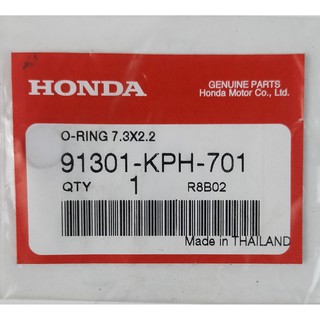 HONDA
GENUINE PARTS
Honda Motor Co., Ltd.
O-RING 7.3X2.2
91301-KPH-701
QTY 1 R8B02
Made in THAILAND